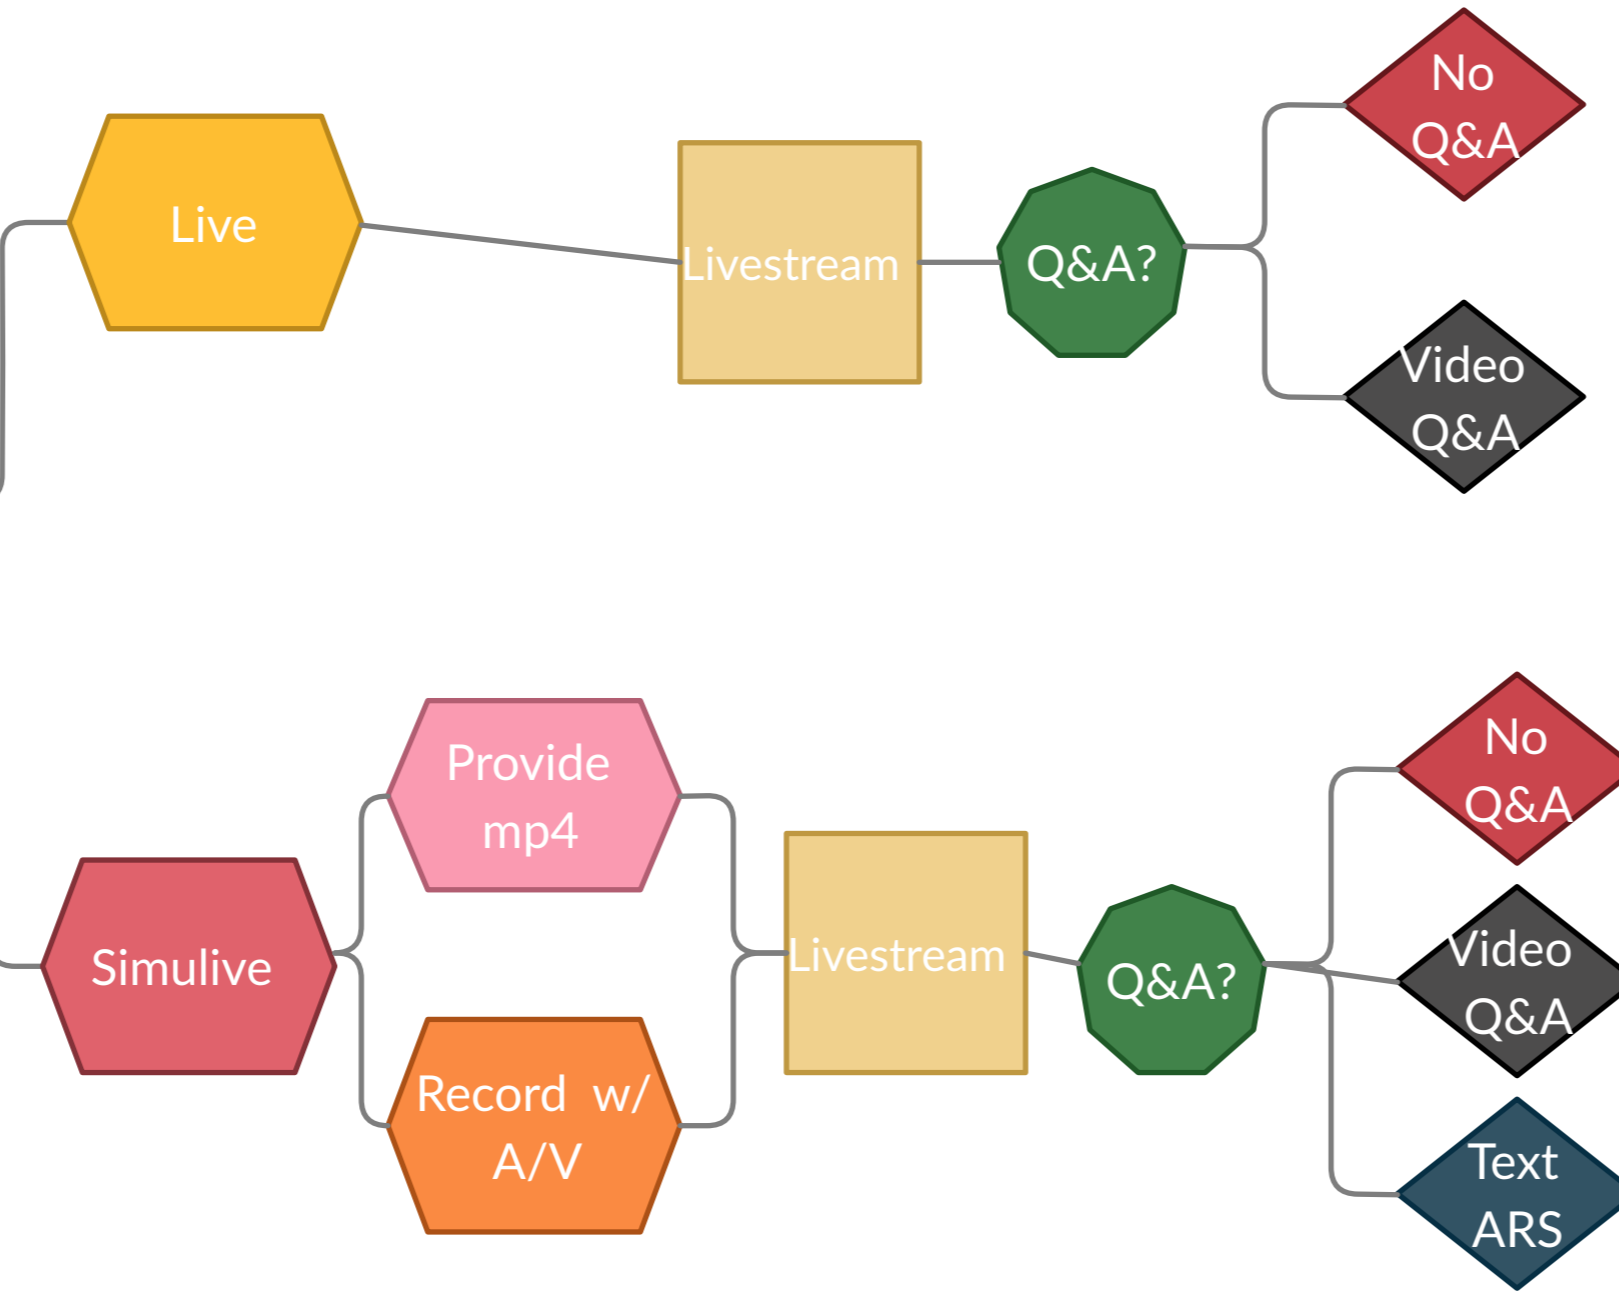 Live
Livestream
Q&A?
No
Q&A
Video
Q&A
Simulive
Provide
mp4
Record w/
A/V
Livestream
Q&A?
No
Q&A
Video
Q&A
Text
ARS